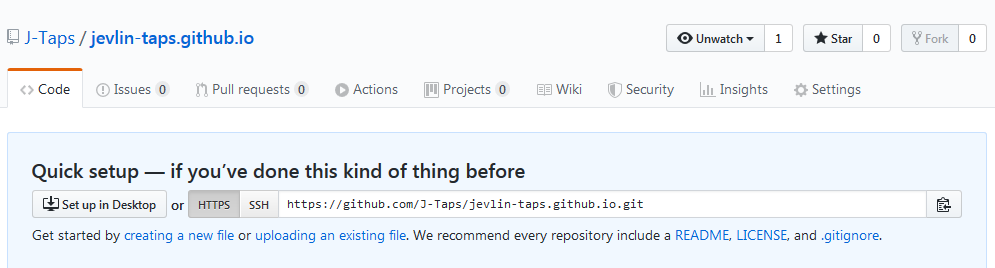 J-Taps / jevlin-taps.github.io Unwatch 1 Star 0 Fork 0
Code Issues 0 Pull requests 0 Actions Projects 0 Wiki Security Insights Settings
Quick setup — if you’ve done this kind of thing before
Set up in Desktop or HTTPS SSH https://github.com/J-Taps/jevlin-taps.github.io.git
Get started by creating a new file or uploading an existing file. We recommend every repository include a README, LICENSE, and .gitignore.